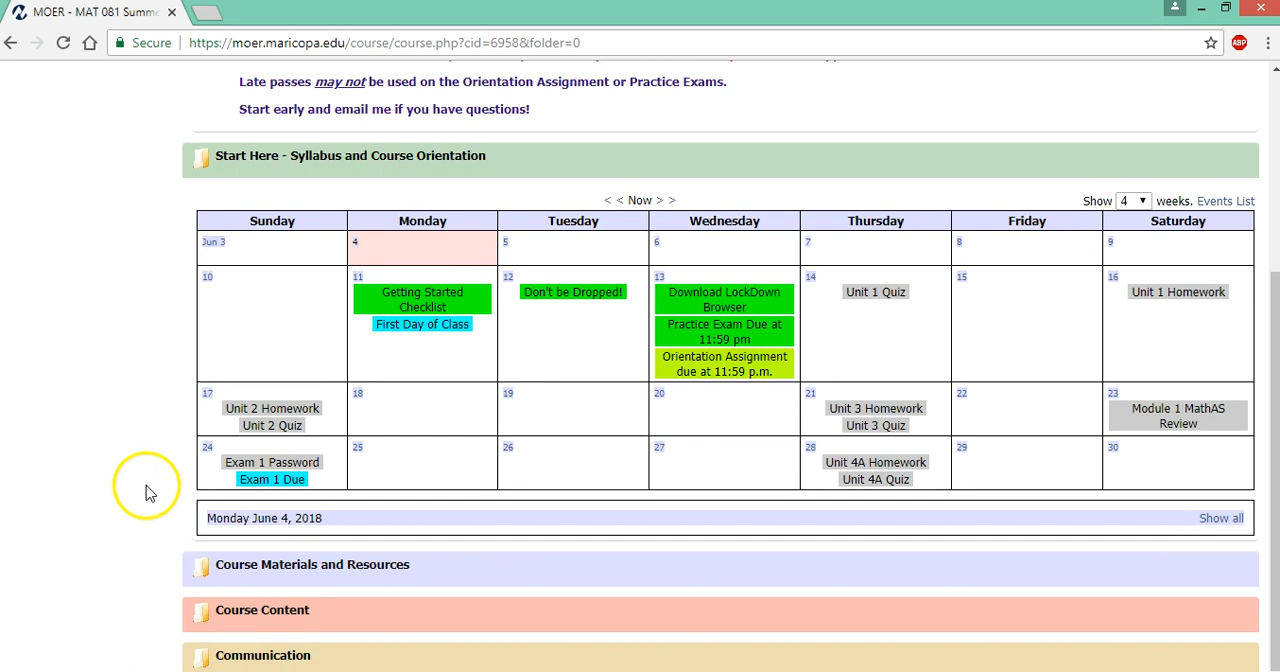 MOER - MAT 081 Summe
Secure | https://moer.maricopa.edu/course/course.php?cid=6958&folder=0
ABP
Late passes may not be used on the Orientation Assignment or Practice Exams.
Start early and email me if you have questions!
Start Here - Syllabus and Course Orientation
< < Now > >
Show 4 weeks. Events List
Sunday Monday Tuesday Wednesday Thursday Friday Saturday
Jun 3 4 5 6 7 8 9
10 11 12 13 14 15 16
Getting Started
Checklist
First Day of Class
Don't be Dropped!
Download LockDown
Browser
Practice Exam Due at
11:59 pm
Orientation Assignment
due at 11:59 p.m.
Unit 1 Quiz
Unit 1 Homework
17 18 19 20 21 22 23
Unit 2 Homework
Unit 2 Quiz
Unit 3 Homework
Unit 3 Quiz
Module 1 MathAS
Review
24 25 26 27 28 29 30
Exam 1 Password
Exam 1 Due
Unit 4A Homework
Unit 4A Quiz
Monday June 4, 2018 Show all
Course Materials and Resources
Course Content
Communication